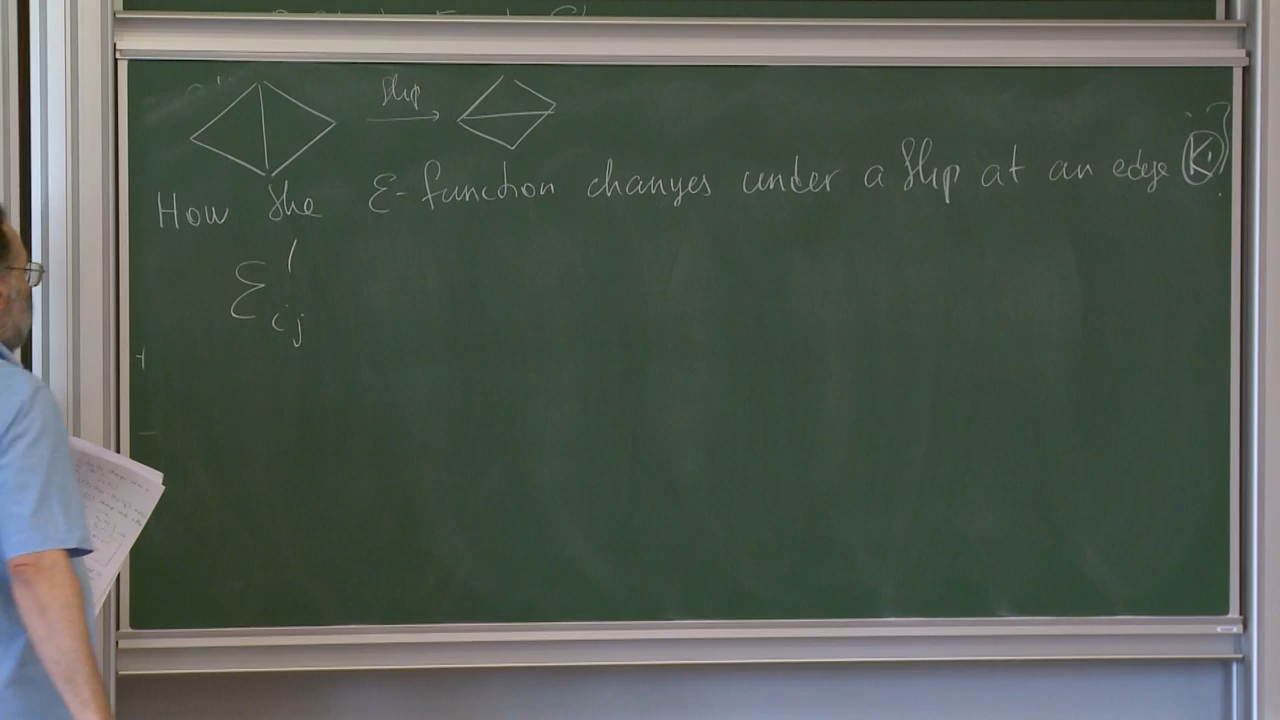 flip
How the ε-function changes under a flip at an edge K?
ε'ij
+
-